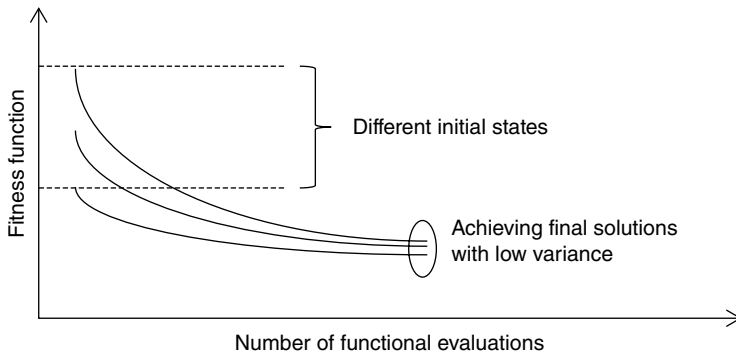 Fitness function
Different initial states
Achieving final solutions
with low variance
Number of functional evaluations